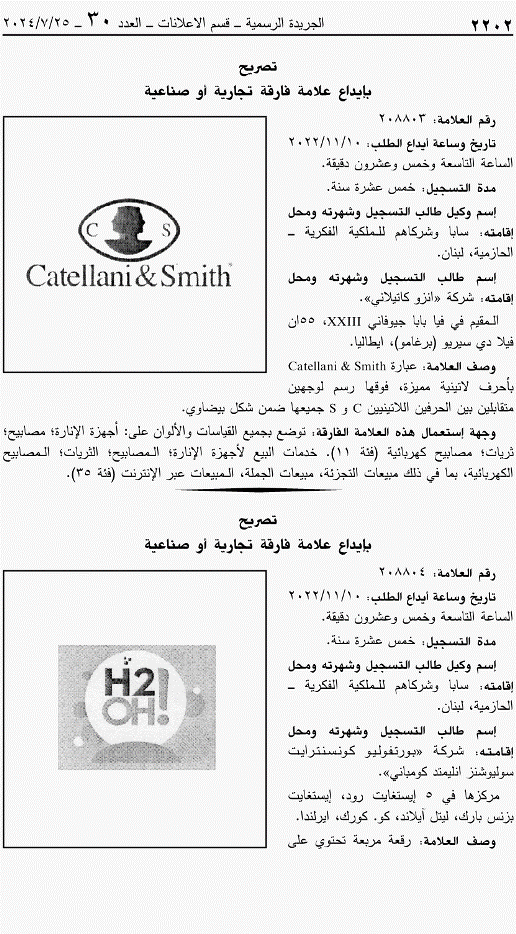 ٢٢٠٢ الجريدة الرسمية ــ قسم الاعلانات ــ العدد ٣٠ ــ ٢٠٢٤/٧/٢٥
تصريح
بإيداع علامة فارقة تجارية أو صناعية
رقم العلامة: ٢٠٨٨٠٣
تاريخ وساعة أيداع الطلب: ٢٠٢٢/١١/١٠
الساعة التاسعة وخمس وعشرون دقيقة.
مدة التسجيل: خمس عشرة سنة.
إسم وكيل طالب التسجيل وشهرته ومحل
إقامته: سابا وشركاهم للملكية الفكرية ــ
الحازمية، لبنان.
إسم طالب التسجيل وشهرته ومحل
إقامته: شركة «انزو كاتيلاني».
المقيم في فيا بابا جيوفاني XXIII، ٥٥ان
فيلا دي سيريو (برغامو)، ايطاليا.
وصف العلامة: عبارة Catellani & Smith
بأحرف لاتينية مميزة، فوقها رسم لوجهين
متقابلين بين الحرفين اللاتينيين C و S جميعها ضمن شكل بيضاوي.
C S
Catellani & Smith
وجهة إستعمال هذه العلامة الفارقة: توضع بجميع القياسات والألوان على: أجهزة الإنارة؛ مصابيح؛
ثريات؛ مصابيح كهربائية (فئة ١١). خدمات البيع لأجهزة الإنارة؛ المصابيح؛ الثريات؛ المصابيح
الكهربائية، بما في ذلك مبيعات التجزئة، مبيعات الجملة، المبيعات عبر الإنترنت (فئة ٣٥).
تصريح
بإيداع علامة فارقة تجارية أو صناعية
رقم العلامة: ٢٠٨٨٠٤
تاريخ وساعة أيداع الطلب: ٢٠٢٢/١١/١٠
الساعة التاسعة وخمس وعشرون دقيقة.
مدة التسجيل: خمس عشرة سنة.
إسم وكيل طالب التسجيل وشهرته ومحل
إقامته: سابا وشركاهم للملكية الفكرية ــ
الحازمية، لبنان.
إسم طالب التسجيل وشهرته ومحل
إقامته: شركة «بورتفوليو كونسنترايت
سوليوشنز انليمتد كومباني».
مركزها في ٥ إيستغايت رود، إيستغايت
بزنس بارك، ليتل آيلاند، كو. كورك، ايرلندا.
وصف العلامة: رقعة مربعة تحتوي على
H2
OH!